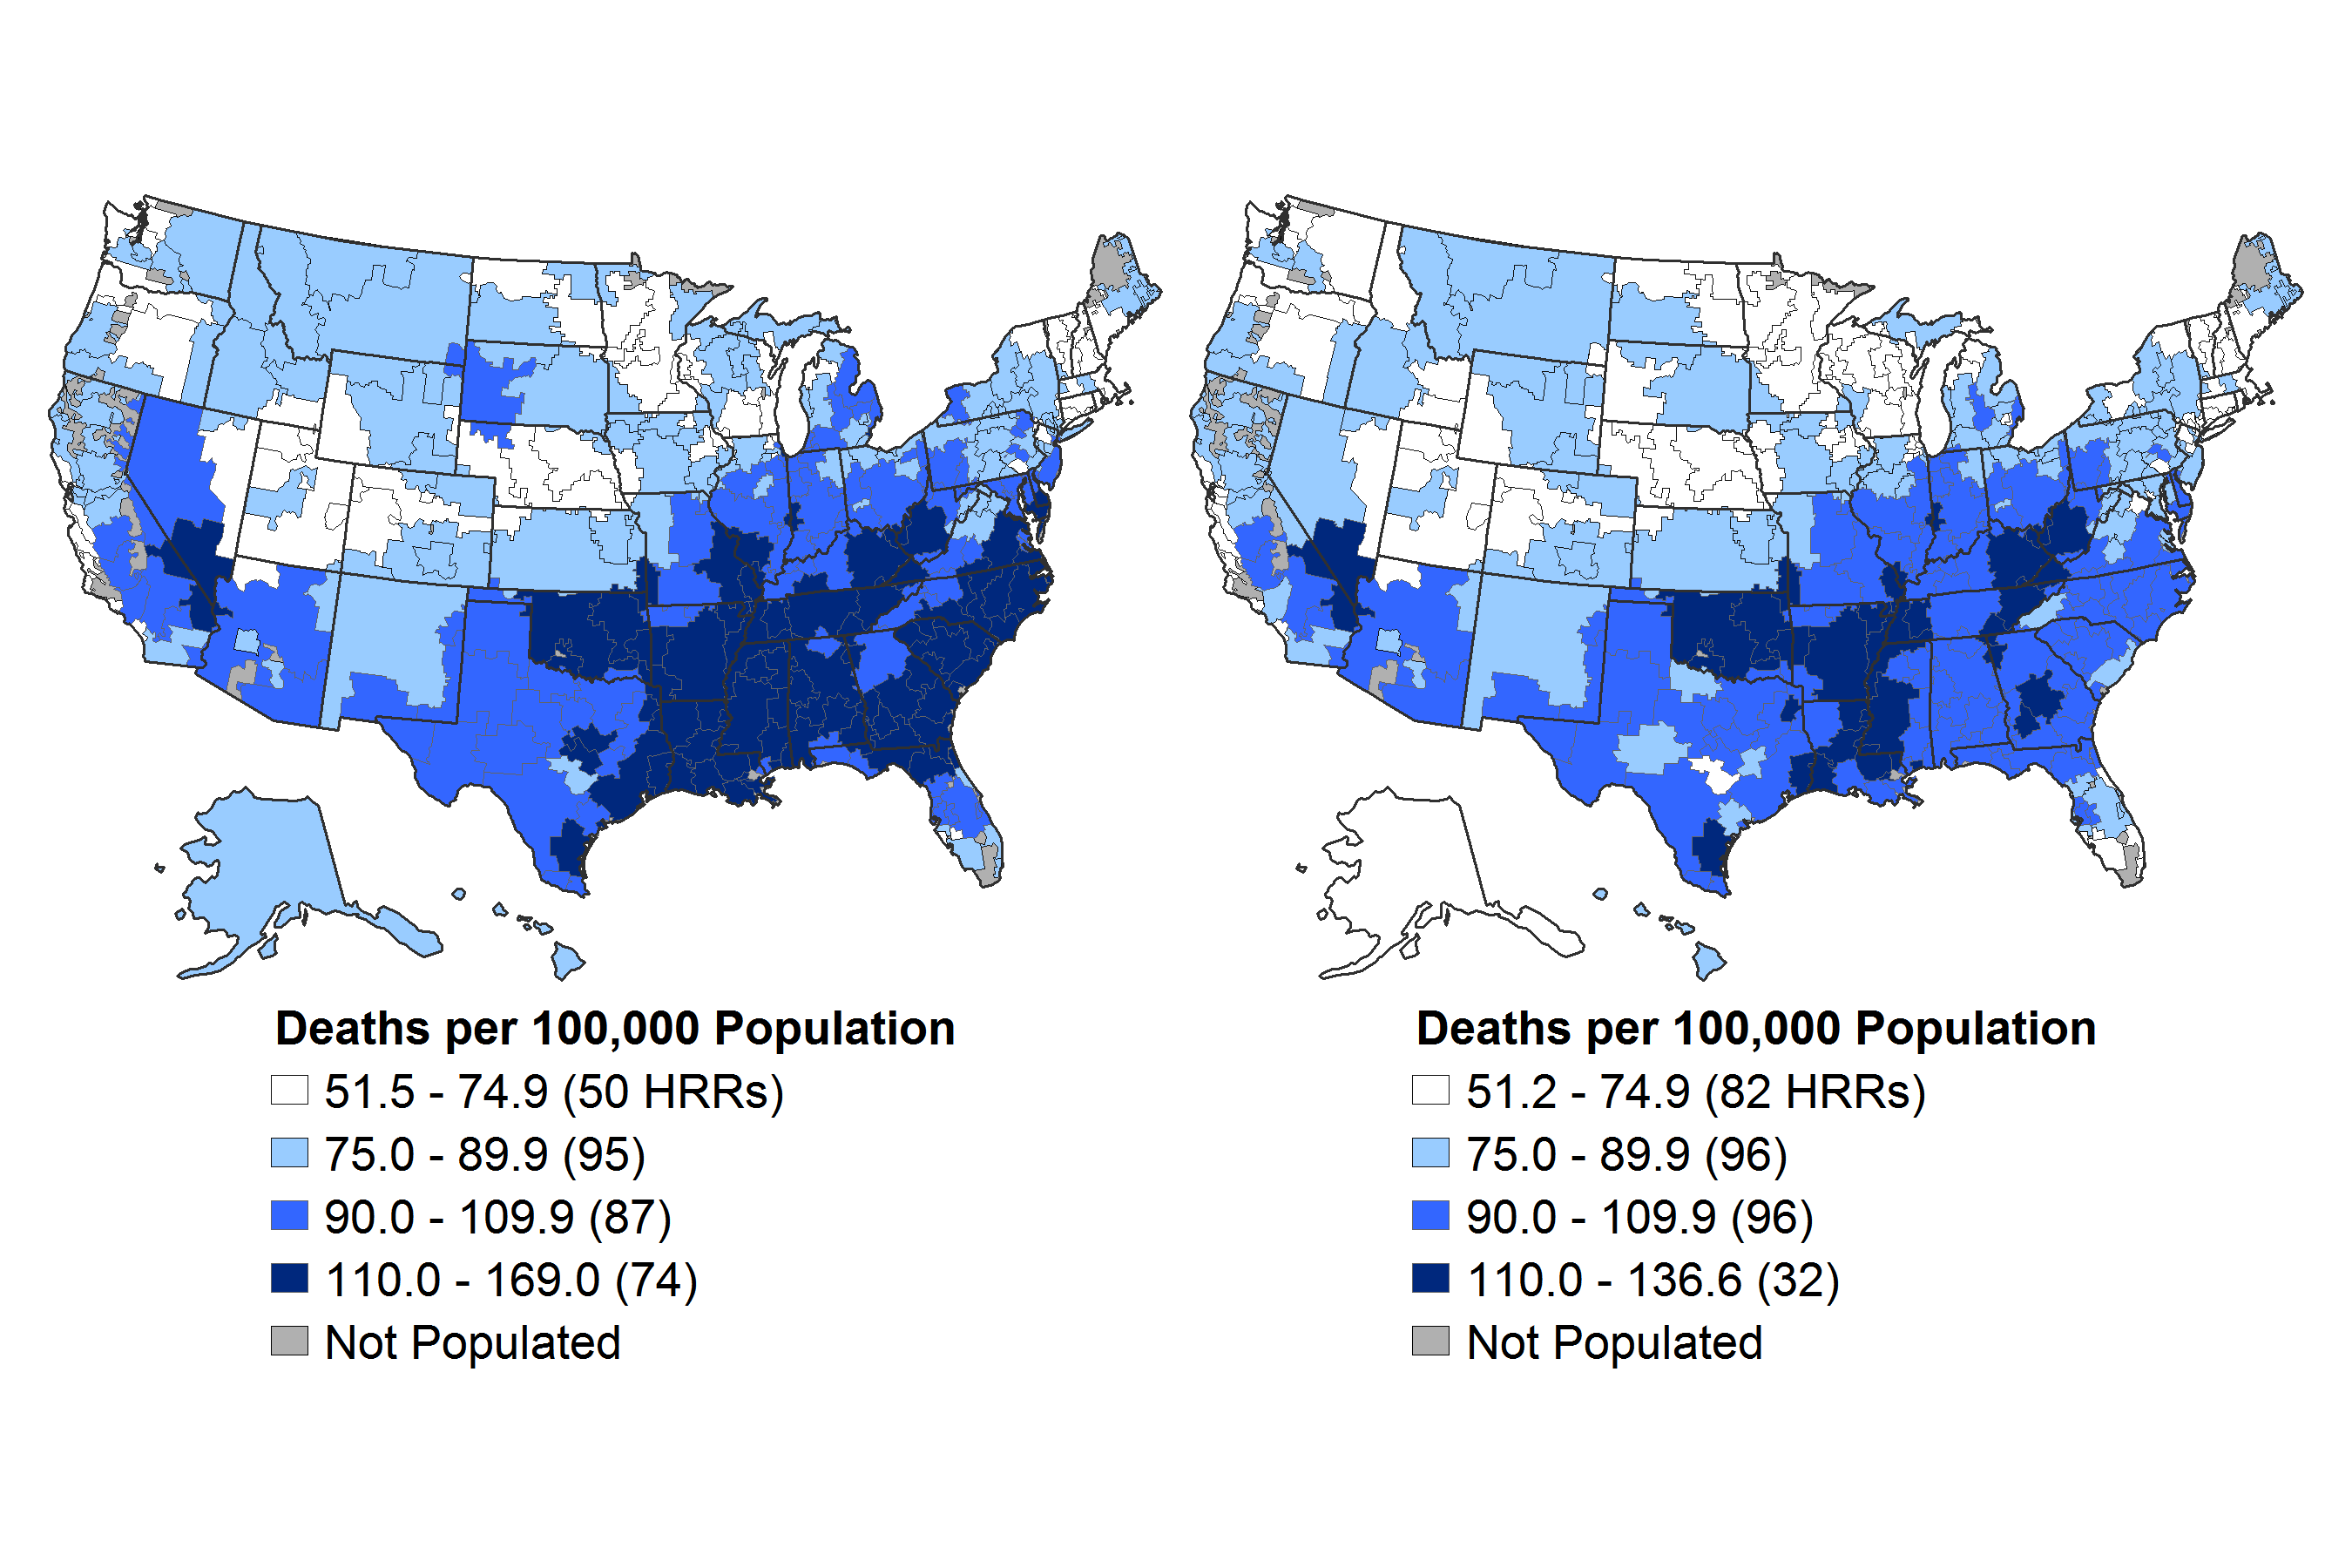 Deaths per 100,000 Population
51.5 - 74.9 (50 HRRs)
75.0 - 89.9 (95)
90.0 - 109.9 (87)
110.0 - 169.0 (74)
Not Populated
Deaths per 100,000 Population
51.2 - 74.9 (82 HRRs)
75.0 - 89.9 (96)
90.0 - 109.9 (96)
110.0 - 136.6 (32)
Not Populated